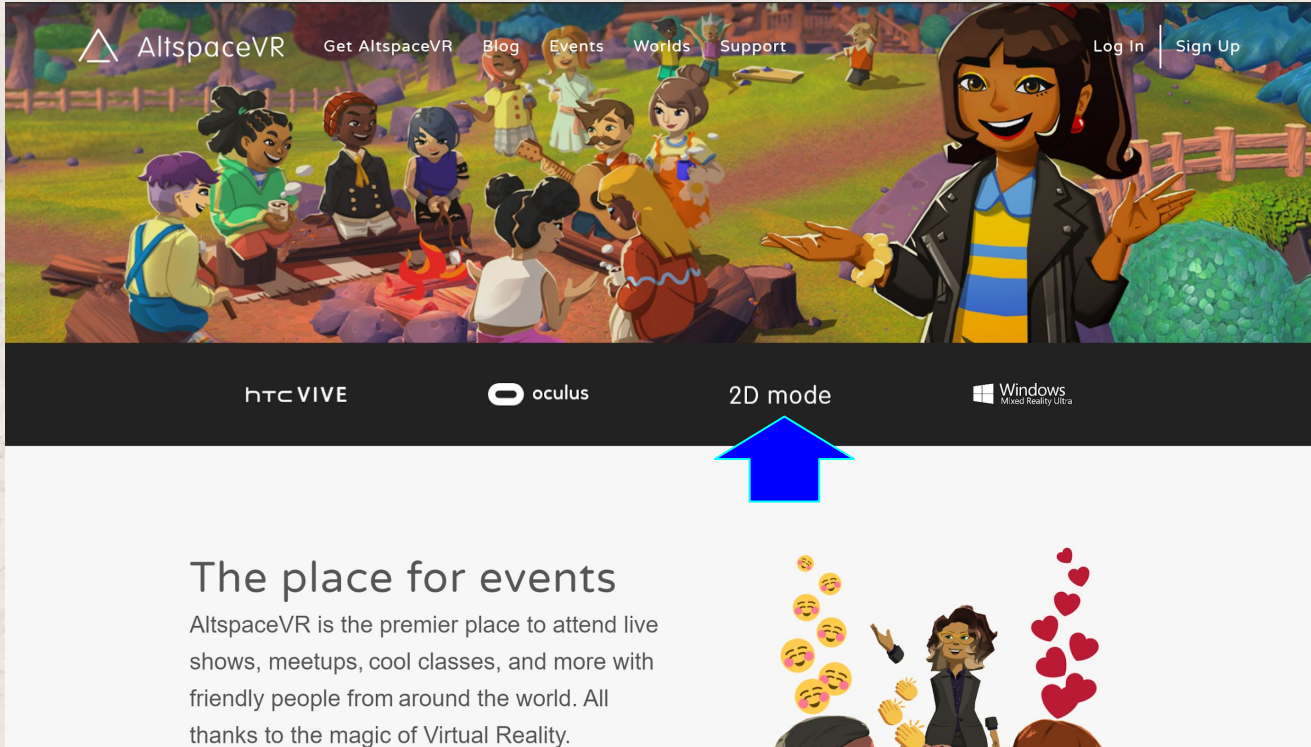 AltspaceVR Get AltspaceVR Blog Events Worlds Support Log In Sign Up
hTC VIVE oculus 2D mode Windows
Mixed Reality Ultra
The place for events
AltspaceVR is the premier place to attend live
shows, meetups, cool classes, and more with
friendly people from around the world. All
thanks to the magic of Virtual Reality.